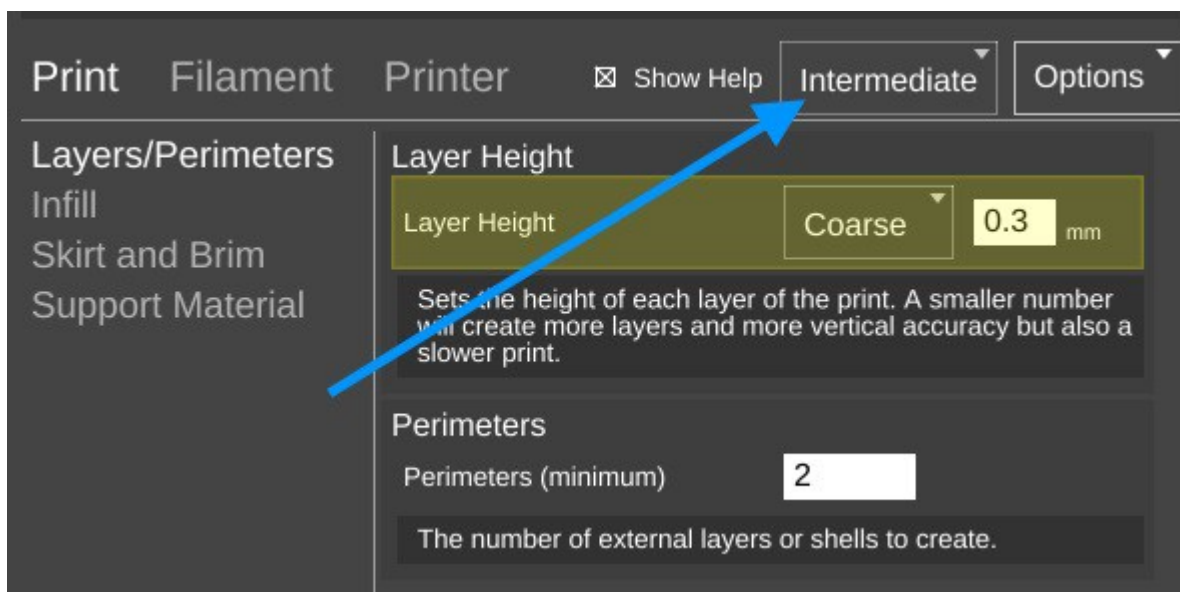 Print Filament Printer Show Help Intermediate Options
Layers/Perimeters
Infill
Skirt and Brim
Support Material
Layer Height
Layer Height Coarse 0.3 mm
Sets the height of each layer of the print. A smaller number
will create more layers and more vertical accuracy but also a
slower print.
Perimeters
Perimeters (minimum) 2
The number of external layers or shells to create.